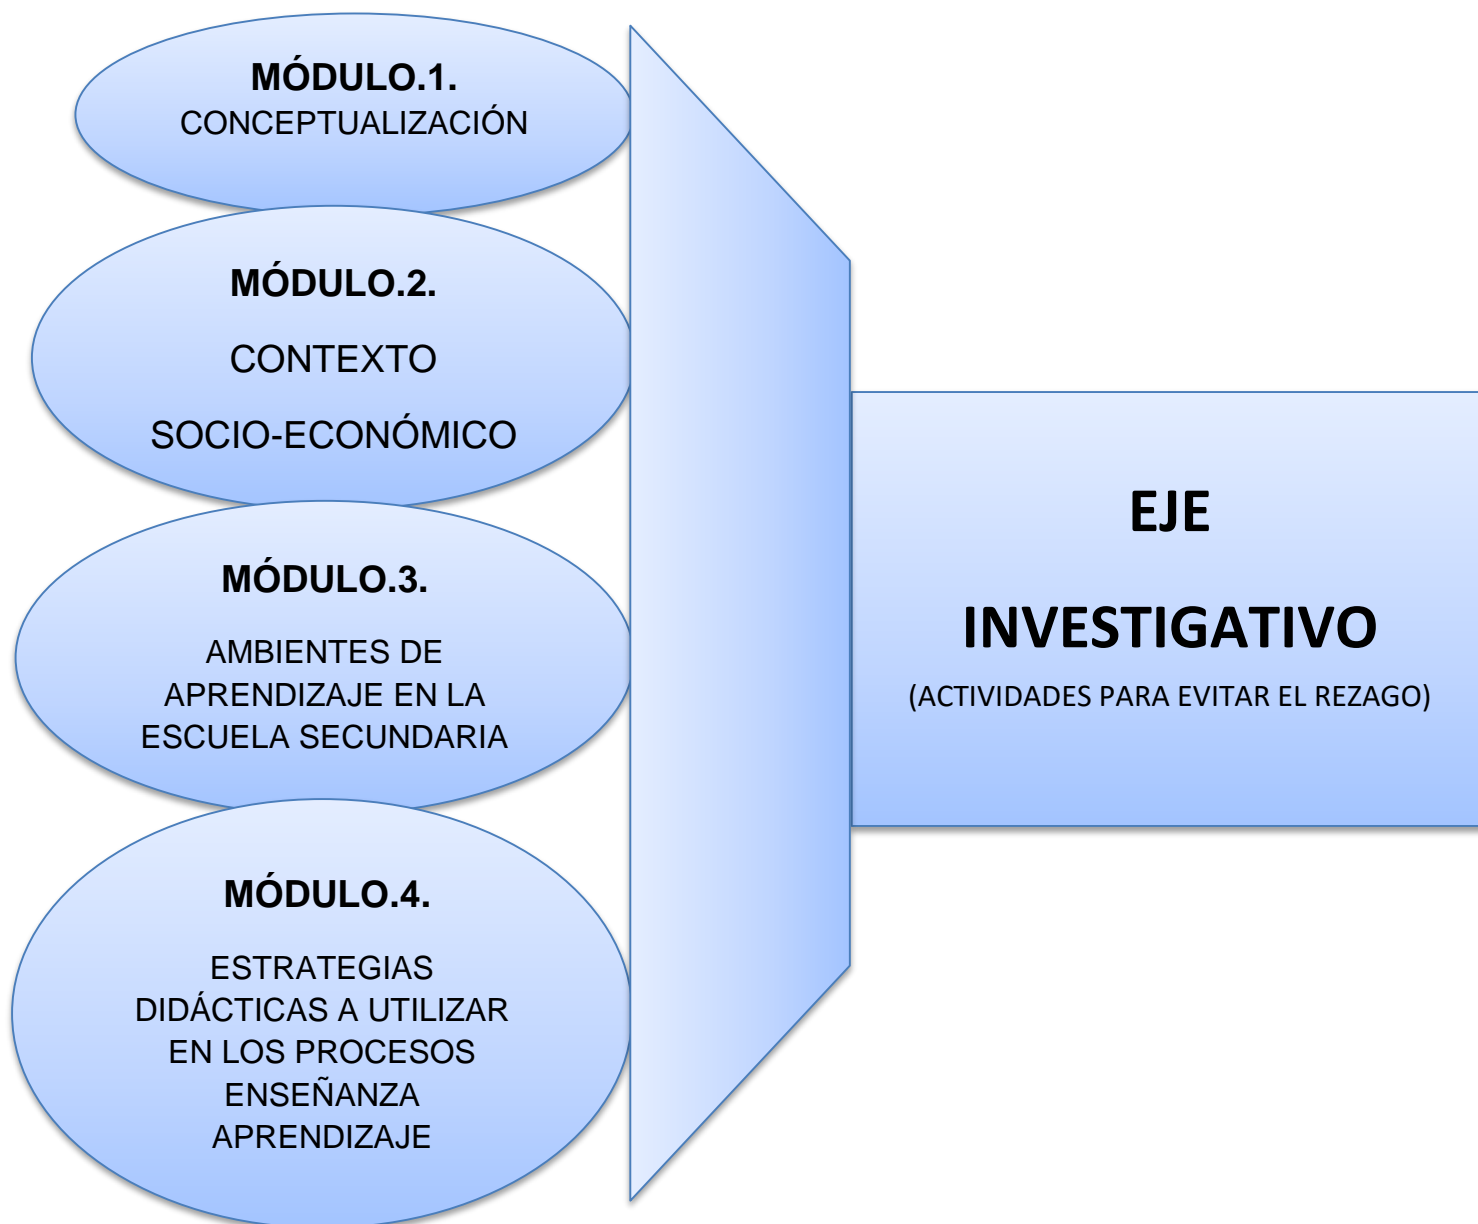 MÓDULO.1.
CONCEPTUALIZACIÓN
MÓDULO.2.
CONTEXTO
SOCIO-ECONÓMICO
MÓDULO.3.
AMBIENTES DE
APRENDIZAJE EN LA
ESCUELA SECUNDARIA
MÓDULO.4.
ESTRATEGIAS
DIDÁCTICAS A UTILIZAR
EN LOS PROCESOS
ENSEÑANZA
APRENDIZAJE
EJE
INVESTIGATIVO
(ACTIVIDADES PARA EVITAR EL REZAGO)